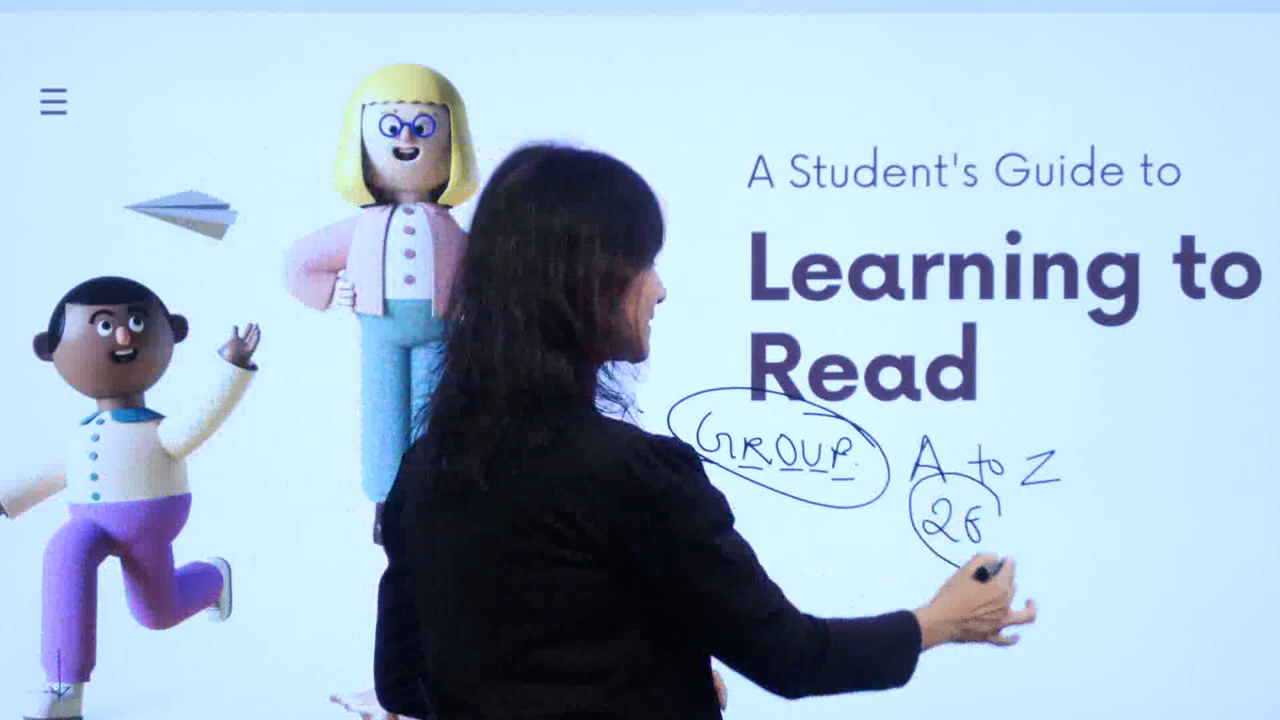 A Student's Guide to
Learning to
Read
GROUP.
A to Z
26